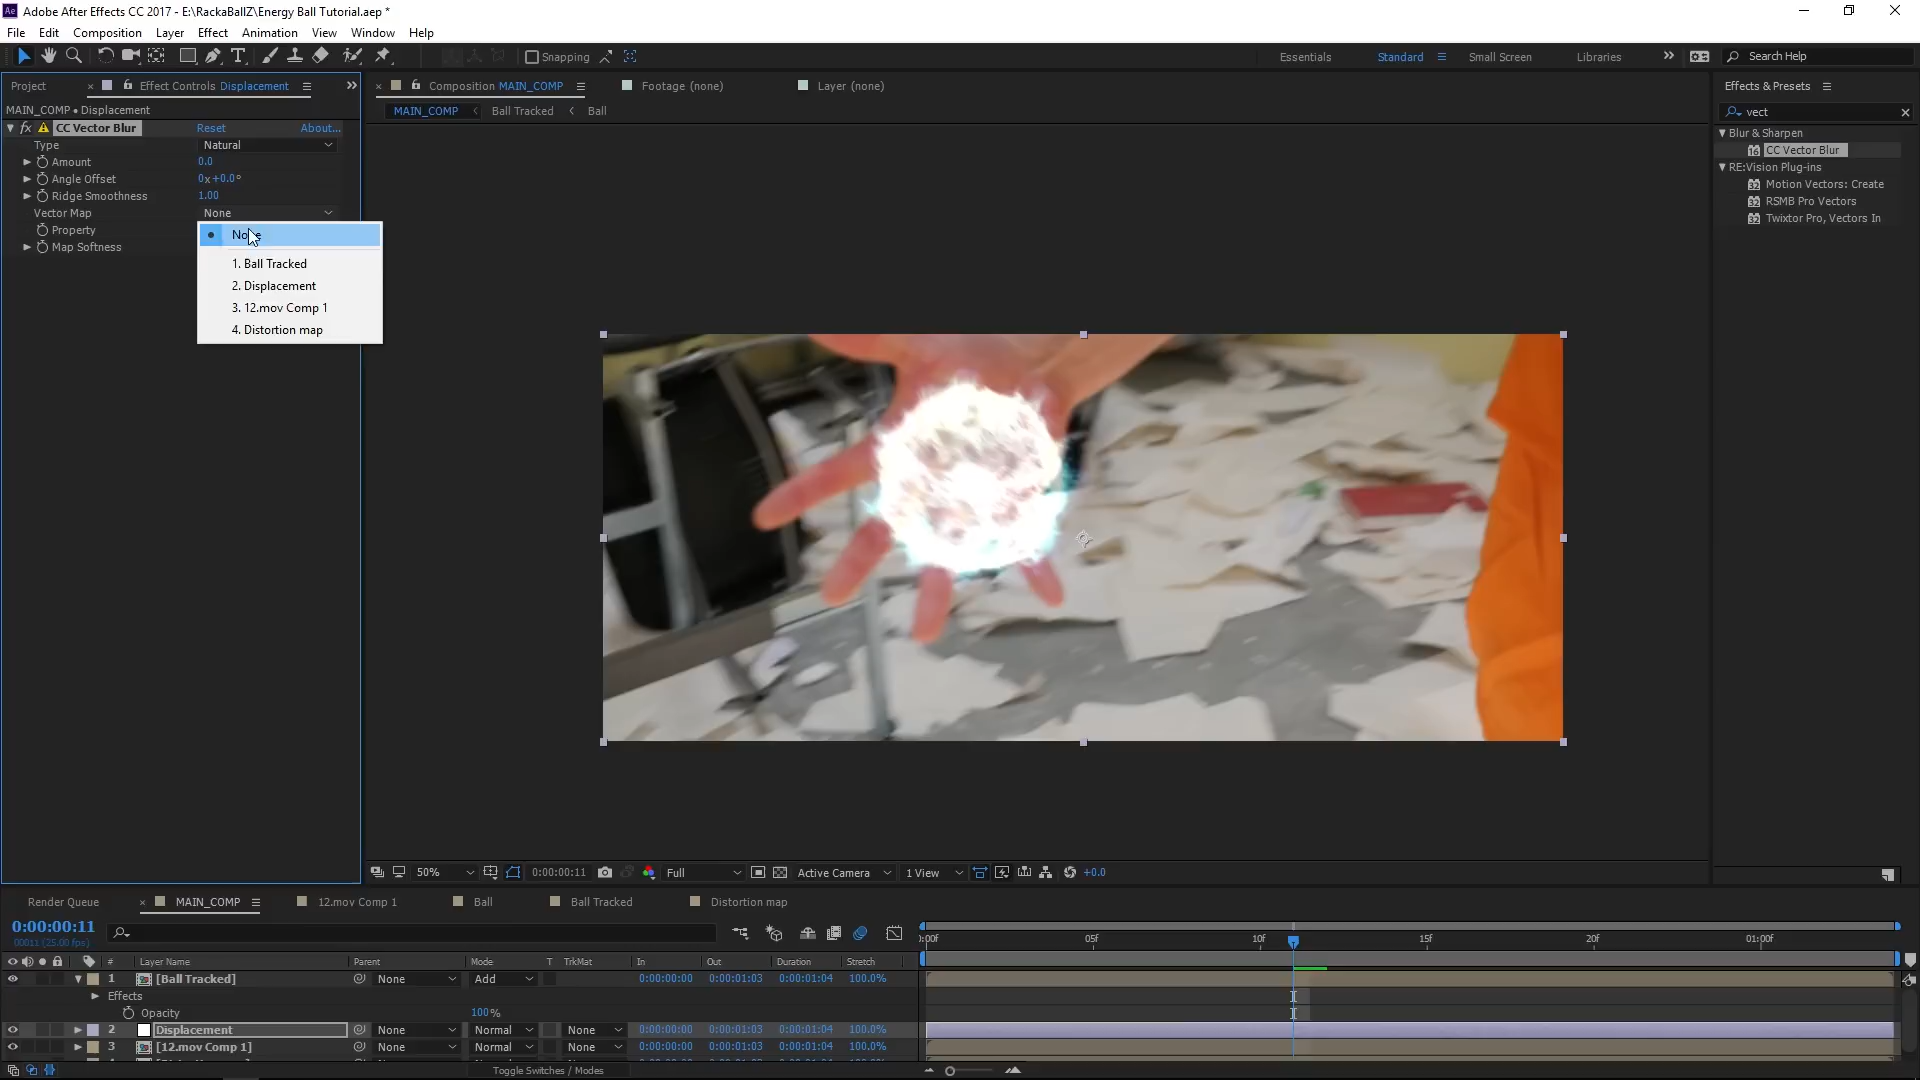 Adobe After Effects CC 2017 - E:\RackaBallZ\Energy Ball Tutorial.aep *
File Edit Composition Layer Effect Animation View Window Help
Snapping
Essentials Standard Small Screen Libraries Search Help
Project Effect Controls Displacement
Composition MAIN_COMP Footage (none) Layer (none)
Effects & Presets
MAIN_COMP • Displacement
MAIN_COMP Ball Tracked Ball
vect
fx CC Vector Blur Reset About...
Type Natural
Amount 0.0
Angle Offset 0x+0.0°
Ridge Smoothness 1.00
Vector Map None
Property
Map Softness
1. Ball Tracked
2. Displacement
3. 12.mov Comp 1
4. Distortion map
Blur & Sharpen
CC Vector Blur
RE:Vision Plug-ins
Motion Vectors: Create
RSMB Pro Vectors
Twixtor Pro, Vectors In
50% 0:00:00:11 Full Active Camera 1 View +0.0
Render Queue MAIN_COMP 12.mov Comp 1 Ball Ball Tracked Distortion map
0:00:00:11
00011 (25.00 fps)
:00f 05f 10f 15f 20f 01:00f
# Layer Name Parent Mode T TrkMat In Out Duration Stretch
1 [Ball Tracked] None Add 0:00:00:00 0:00:01:03 0:00:01:04 100.0%
Effects
Opacity 100%
2 Displacement None Normal None 0:00:00:00 0:00:01:03 0:00:01:04 100.0%
3 [12.mov Comp 1] None Normal None 0:00:00:00 0:00:01:03 0:00:01:04 100.0%
Toggle Switches / Modes